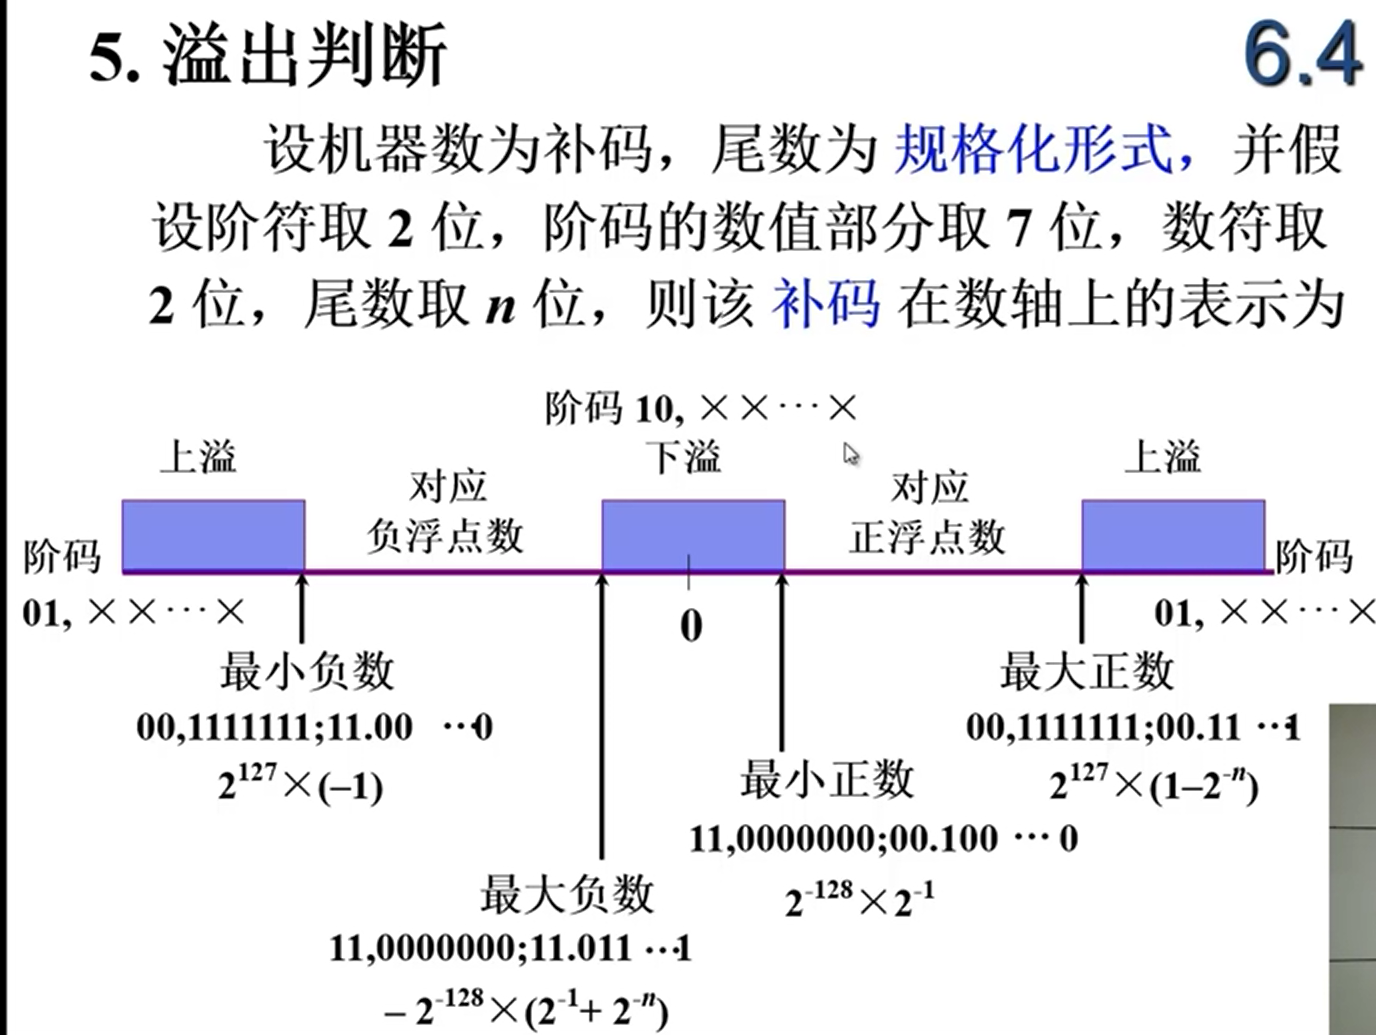 5. 溢出判断
6.4
设机器数为补码，尾数为 规格化形式，并假
设阶符取 2 位，阶码的数值部分取 7 位，数符取
2 位，尾数取 n 位，则该 补码 在数轴上的表示为
阶码 10, ××⋯×
上溢
下溢
上溢
对应
负浮点数
对应
正浮点数
阶码
01, ××⋯×
0
阶码
01, ××⋯×
最小负数
00,1111111;11.00 ⋯0
2¹²⁷×(–1)
最大正数
00,1111111;00.11 ⋯1
2¹²⁷×(1–2⁻ⁿ)
最小正数
11,0000000;00.100 ⋯ 0
2⁻¹²⁸×2⁻¹
最大负数
11,0000000;11.011 ⋯1
– 2⁻¹²⁸×(2⁻¹+ 2⁻ⁿ)